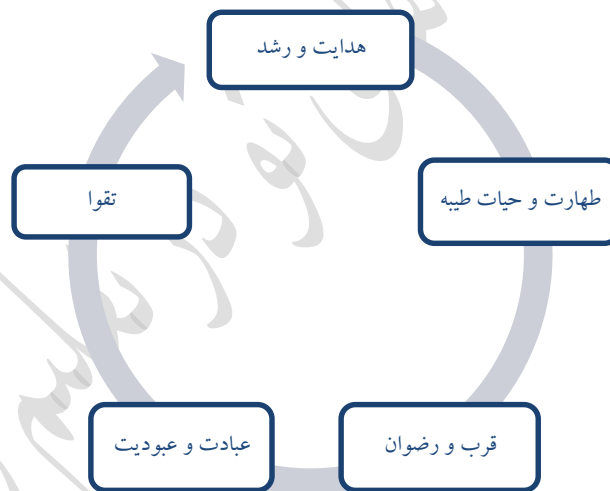 هدایت و رشد
طهارت و حیات طیبه
قرب و رضوان
عبادت و عبودیت
تقوا